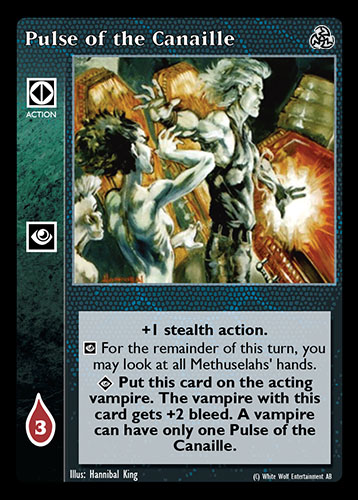 Pulse of the Canaille
ACTION
+1 stealth action.
For the remainder of this turn, you
may look at all Methuselahs' hands.
Put this card on the acting
vampire. The vampire with this
card gets +2 bleed. A vampire
can have only one Pulse of the
Canaille.
3
Illus: Hannibal King
(C) White Wolf Entertainment AB